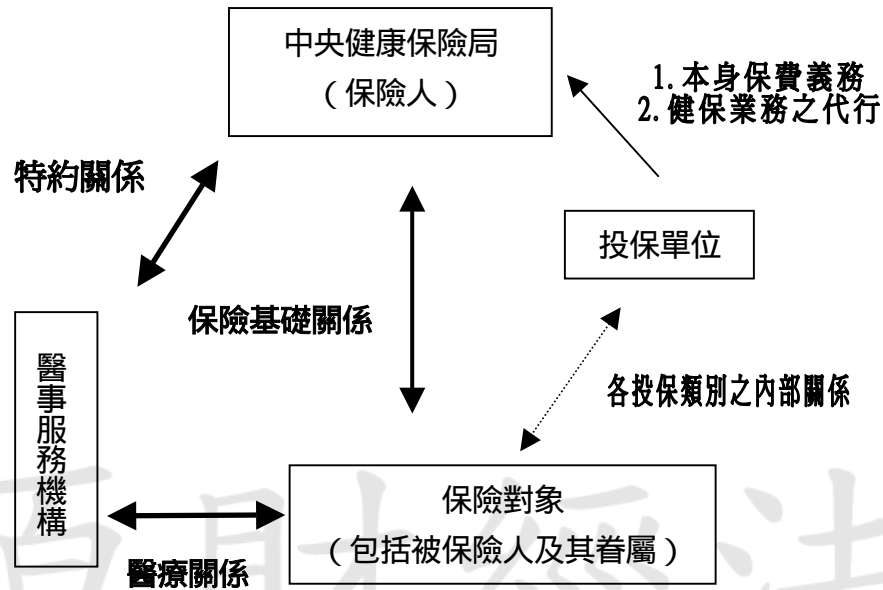 中央健康保險局
（保險人）
1.本身保費義務
2.健保業務之代行
特約關係
投保單位
保險基礎關係
醫事服務機構
各投保類別之內部關係
保險對象
（包括被保險人及其眷屬）
醫療關係
財經法